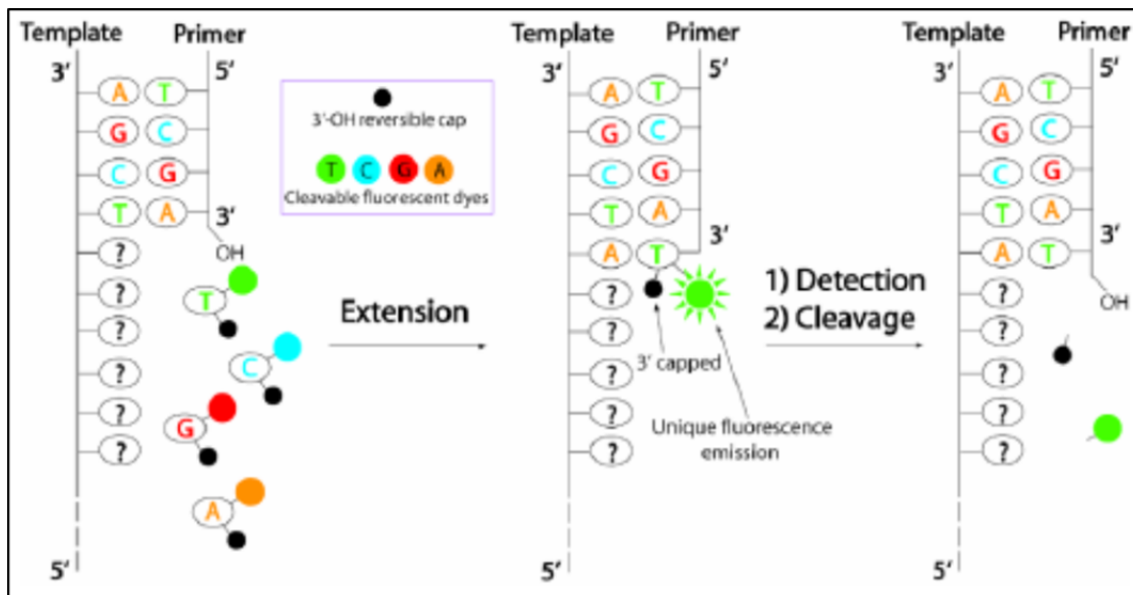 Template Primer
3' 5'
A T
G C
C G
T A
3'
?
OH
?
T
?
C
?
G
?
?
A
5'
3'-OH reversible cap
T C G A
Cleavable fluorescent dyes
Extension
Template Primer
3' 5'
A T
G C
C G
T A
3'
A T
?
?
?
?
?
3' capped
Unique fluorescence
emission
5'
1) Detection
2) Cleavage
Template Primer
3' 5'
A T
G C
C G
T A
3'
A T
?
OH
?
?
?
?
5'